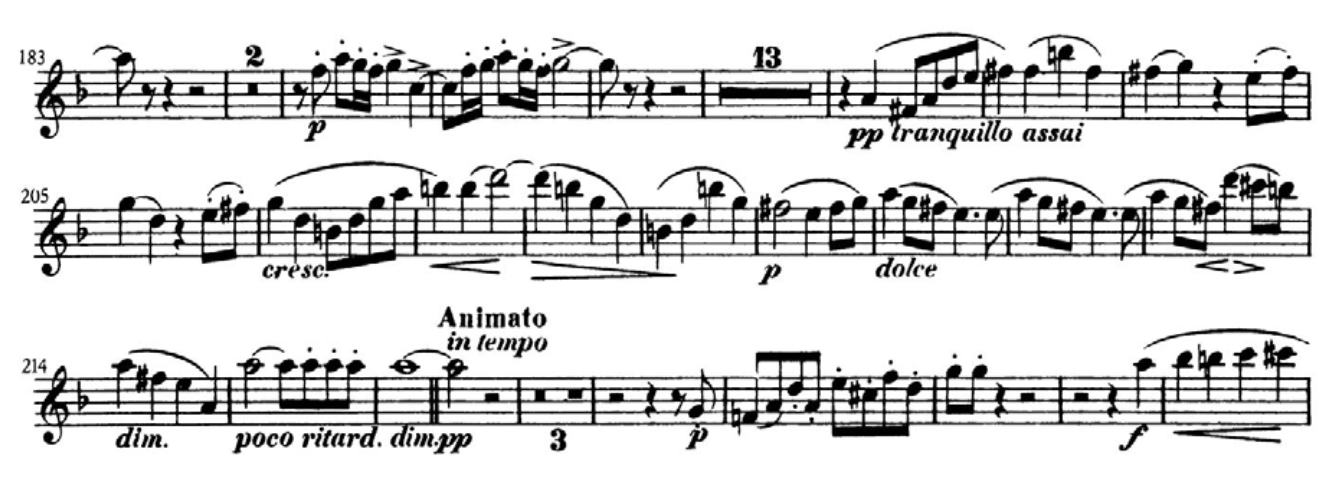 183 2 13
p pp tranquillo assai
205
cresc. p dolce
Animato
in tempo
214
dim. poco ritard. dim. pp 3 p f